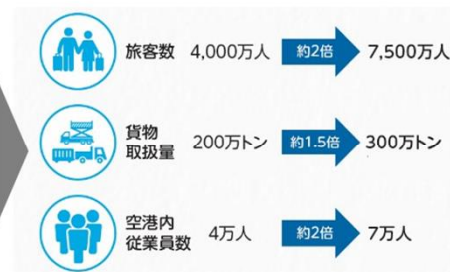 旅客数 4,000万人 約2倍 7,500万人
貨物
取扱量 200万トン 約1.5倍 300万トン
空港内
従業員数 4万人 約2倍 7万人